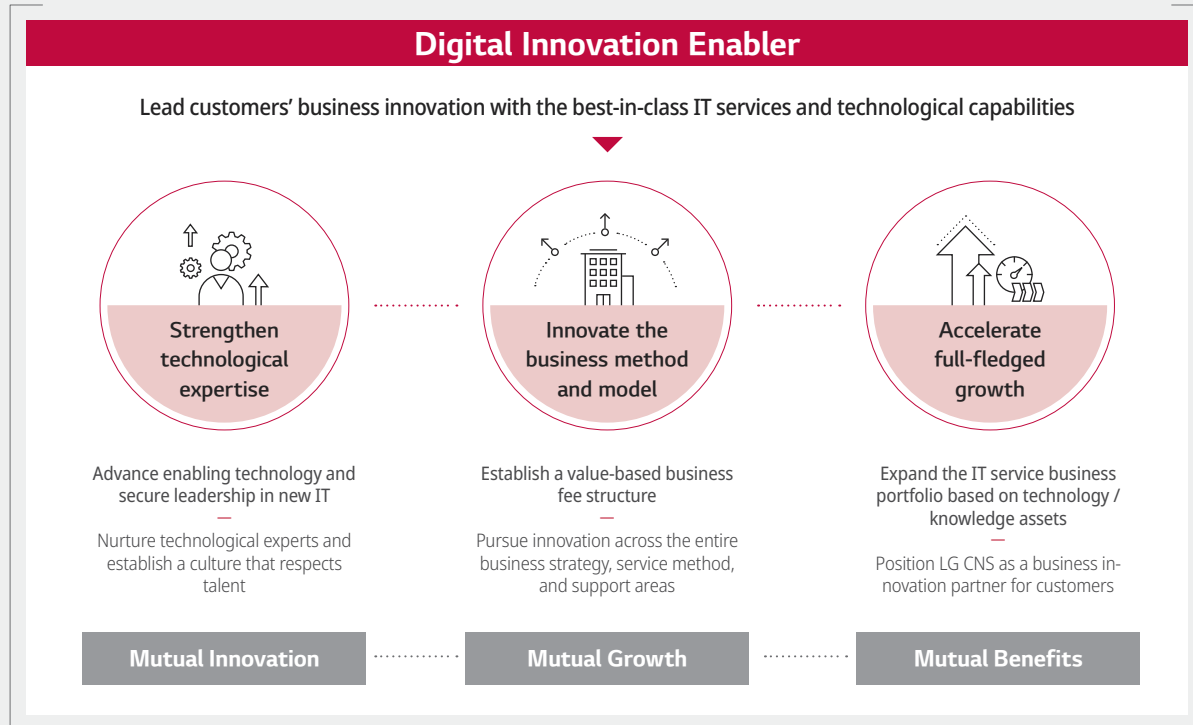 Digital Innovation Enabler
Lead customers' business innovation with the best-in-class IT services and technological capabilities
Strengthen
technological
expertise
Innovate the
business method
and model
Accelerate
full-fledged
growth
Advance enabling technology and
secure leadership in new IT
Nurture technological experts and
establish a culture that respects
talent
Establish a value-based business
fee structure
Pursue innovation across the entire
business strategy, service method,
and support areas
Expand the IT service business
portfolio based on technology /
knowledge assets
Position LG CNS as a business in-
novation partner for customers
Mutual Innovation
Mutual Growth
Mutual Benefits